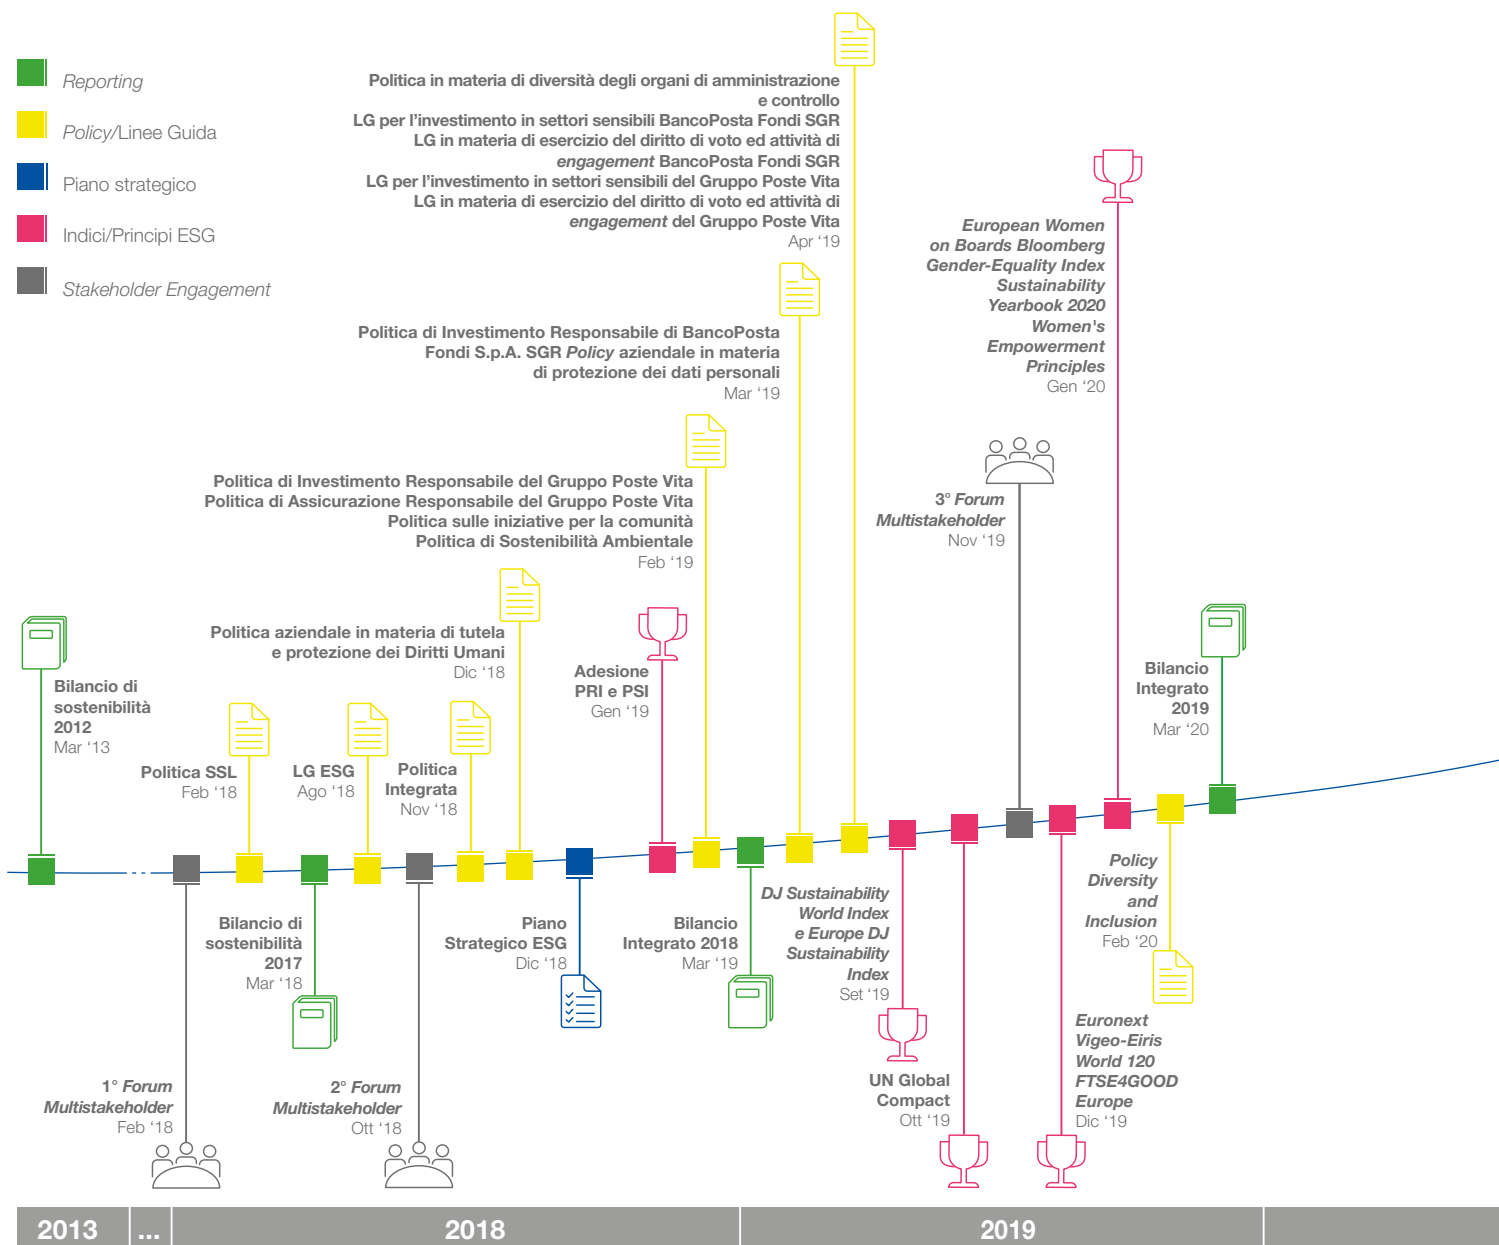 Reporting
Policy/Linee Guida
Piano strategico
Indici/Principi ESG
Stakeholder Engagement
Politica in materia di diversità degli organi di amministrazione
e controllo
LG per l’investimento in settori sensibili BancoPosta Fondi SGR
LG in materia di esercizio del diritto di voto ed attività di
engagement BancoPosta Fondi SGR
LG per l’investimento in settori sensibili del Gruppo Poste Vita
LG in materia di esercizio del diritto di voto ed attività di
engagement del Gruppo Poste Vita
Apr ‘19
European Women
on Boards Bloomberg
Gender-Equality Index
Sustainability
Yearbook 2020
Women's
Empowerment
Principles
Gen ‘20
Politica di Investimento Responsabile di BancoPosta
Fondi S.p.A. SGR Policy aziendale in materia
di protezione dei dati personali
Mar ‘19
Politica di Investimento Responsabile del Gruppo Poste Vita
Politica di Assicurazione Responsabile del Gruppo Poste Vita
Politica sulle iniziative per la comunità
Politica di Sostenibilità Ambientale
Feb ‘19
3° Forum
Multistakeholder
Nov ‘19
Politica aziendale in materia di tutela
e protezione dei Diritti Umani
Dic ‘18
Adesione
PRI e PSI
Gen ‘19
Bilancio
Integrato
2019
Mar ‘20
Bilancio di
sostenibilità
2012
Mar ‘13
Politica SSL
Feb ‘18
LG ESG
Ago ‘18
Politica
Integrata
Nov ‘18
Bilancio di
sostenibilità
2017
Mar ‘18
Piano
Strategico ESG
Dic ‘18
Bilancio
Integrato 2018
Mar ‘19
DJ Sustainability
World Index
e Europe DJ
Sustainability
Index
Set ‘19
Policy
Diversity
and
Inclusion
Feb ‘20
Euronext
Vigeo-Eiris
World 120
FTSE4GOOD
Europe
Dic ‘19
1° Forum
Multistakeholder
Feb ‘18
2° Forum
Multistakeholder
Ott ‘18
UN Global
Compact
Ott ‘19
2013
...
2018
2019